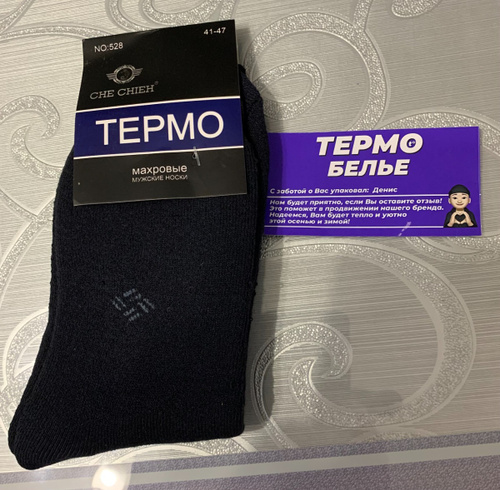 NO:528
41-47
CHE CHIEH
ТЕРМО
махровые
МУЖСКИЕ НОСКИ
ТЕРМО
БЕЛЬЕ
С заботой о Вас упаковал: Денис
Нам будет приятно, если Вы оставите отзыв!
Это поможет в продвижении нашего бренда.
Надеемся, Вам будет тепло и уютно
этой осенью и зимой!